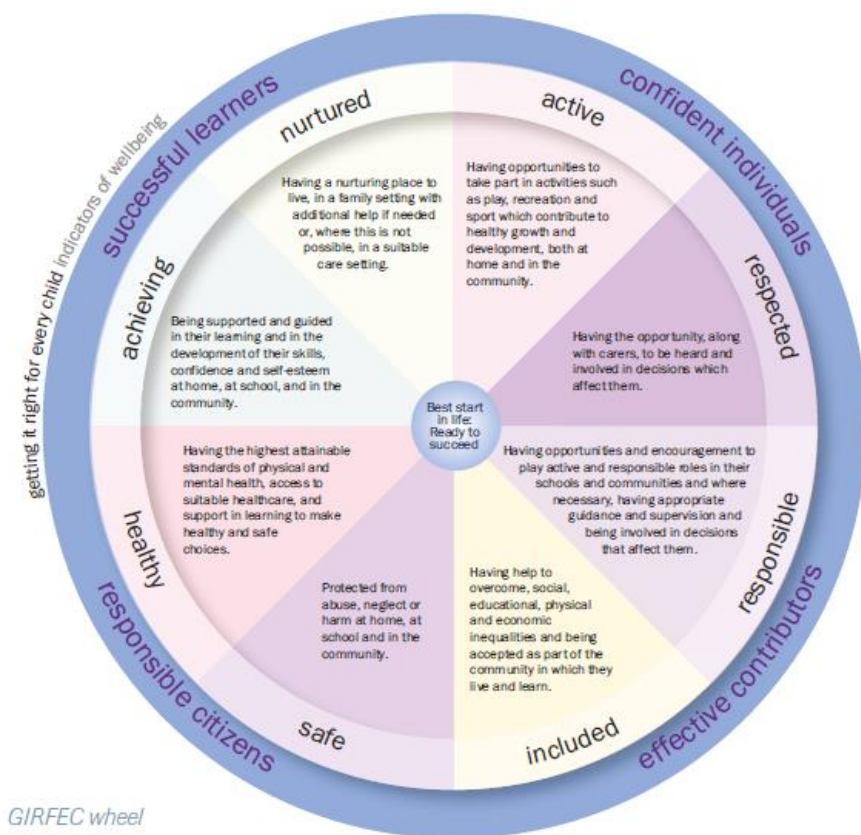 getting it right for every child indicators of wellbeing
successful learners
confident individuals
nurtured
Having a nurturing place to
live, in a family setting with
additional help if needed
or, where this is not
possible, in a suitable
care setting.
active
Having opportunities to
take part in activities such
as play, recreation and
sport which contribute to
healthy growth and
development, both at
home and in the
community.
achieving
Being supported and guided
in their learning and in the
development of their skills,
confidence and self-esteem
at home, at school, and in the
community.
respected
Having the opportunity, along
with carers, to be heard and
involved in decisions which
affect them.
Best start
in life:
Ready to
succeed
healthy
Having the highest attainable
standards of physical and
mental health, access to
suitable healthcare, and
support in learning to make
healthy and safe
choices.
responsible
Having opportunities and encouragement to
play active and responsible roles in their
schools and communities and where
necessary, having appropriate
guidance and supervision and
being involved in decisions
that affect them.
safe
Protected from
abuse, neglect or
harm at home, at
school and in the
community.
included
Having help to
overcome, social,
educational, physical
and economic
inequalities and being
accepted as part of the
community in which they
live and learn.
responsible citizens
effective contributors
GIRFEC wheel